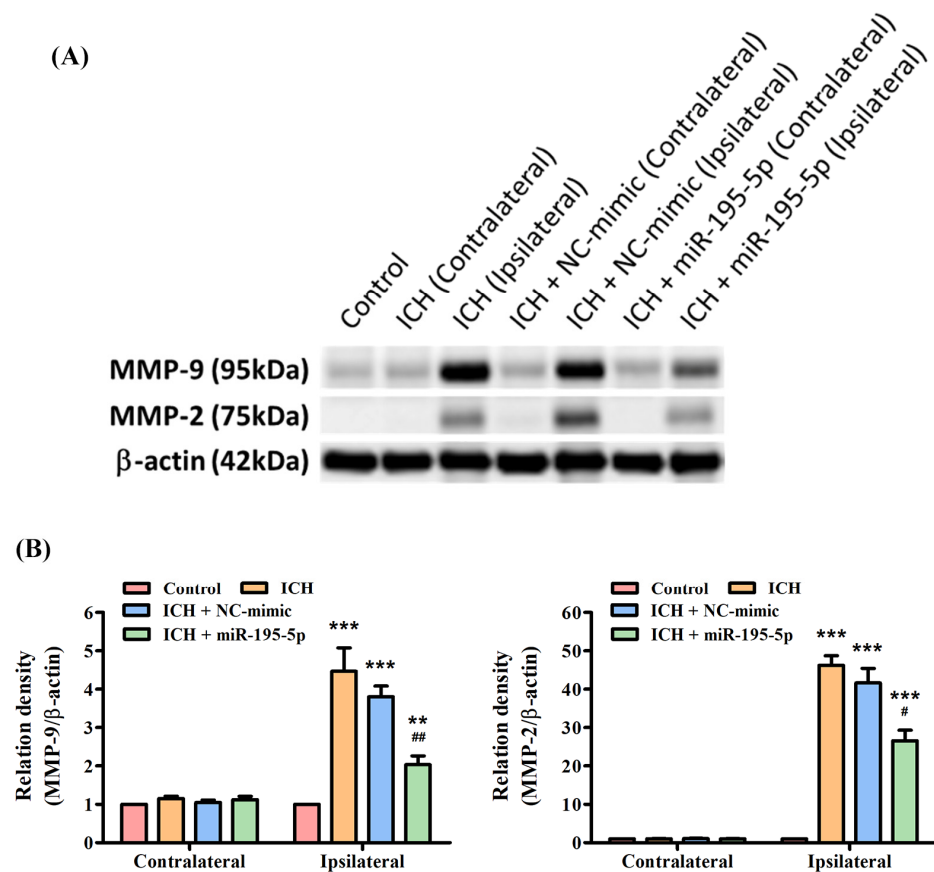 (A)
Control
ICH (Contralateral)
ICH (Ipsilateral)
ICH + NC-mimic (Contralateral)
ICH + NC-mimic (Ipsilateral)
ICH + miR-195-5p (Contralateral)
ICH + miR-195-5p (Ipsilateral)
MMP-9 (95kDa)
MMP-2 (75kDa)
β-actin (42kDa)
(B)
Control ICH
ICH + NC-mimic
ICH + miR-195-5p
Relation density
(MMP-9/β-actin)
6
5
4
3
2
1
0
***
***
**
##
Contralateral Ipsilateral
Control ICH
ICH + NC-mimic
ICH + miR-195-5p
Relation density
(MMP-2/β-actin)
60
50
40
30
20
10
0
***
***
***
#
Contralateral Ipsilateral